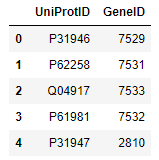 UniProtID GeneID
0 P31946 7529
1 P62258 7531
2 Q04917 7533
3 P61981 7532
4 P31947 2810